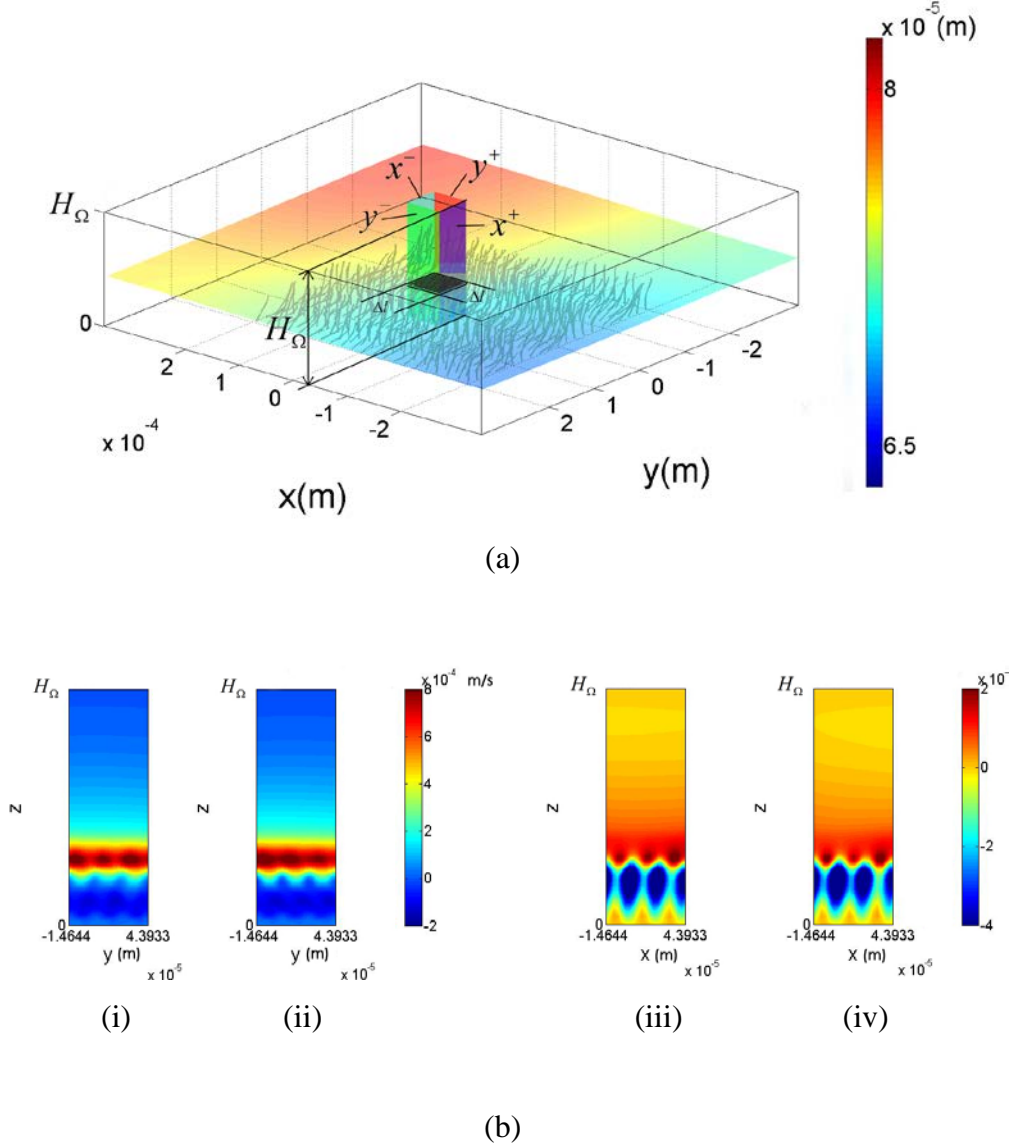 x 10⁻⁵(m)
8
6.5
x⁻
y⁺
y⁻
x⁺
H_Ω
0
H_Ω
Δl
Δl
2
1
0
-1
-2
x 10⁻⁴
x(m)
2
1
0
-1
-2
y(m)
(a)
H_Ω
H_Ω
8
6
4
2
0
-2
x 10⁻⁴ m/s
H_Ω
H_Ω
x10⁻
2
0
-2
-4
z
z
z
z
0
0
0
0
-1.4644 4.3933
-1.4644 4.3933
-1.4644 4.3933
-1.4644 4.3933
y (m)
y (m)
X (m)
X (m)
x 10⁻⁵
x 10⁻⁵
x 10⁻⁵
x 10⁻⁵
(i)
(ii)
(iii)
(iv)
(b)